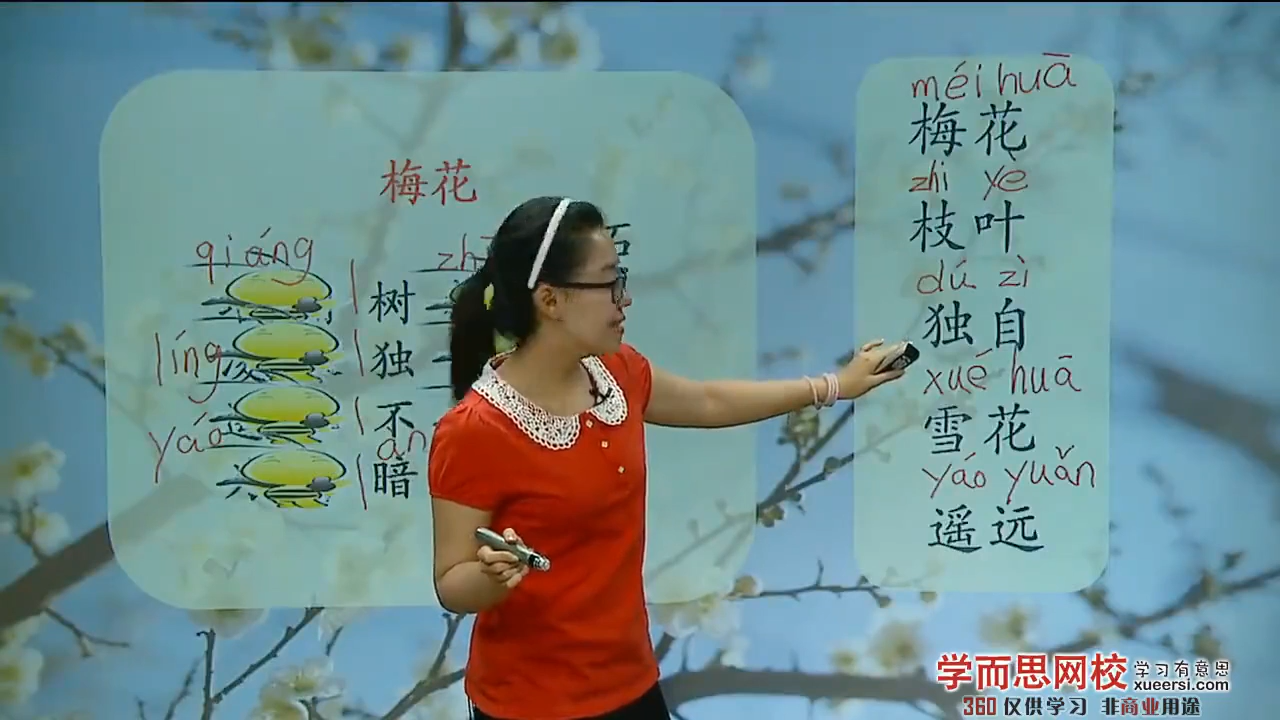 梅花
qiáng
líng
yáo
树
独
不
暗
àn
méi huā
梅花
zhi yè
枝叶
dú zì
独自
xué huā
雪花
yáo yuǎn
遥远
学而思网校 学习有意思
xueersi.com
360 仅供学习 非商业用途